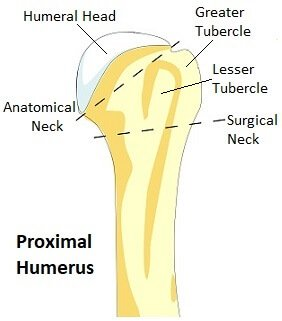 Humeral Head
Greater
Tubercle
Lesser
Tubercle
Anatomical
Neck
Surgical
Neck
Proximal
Humerus